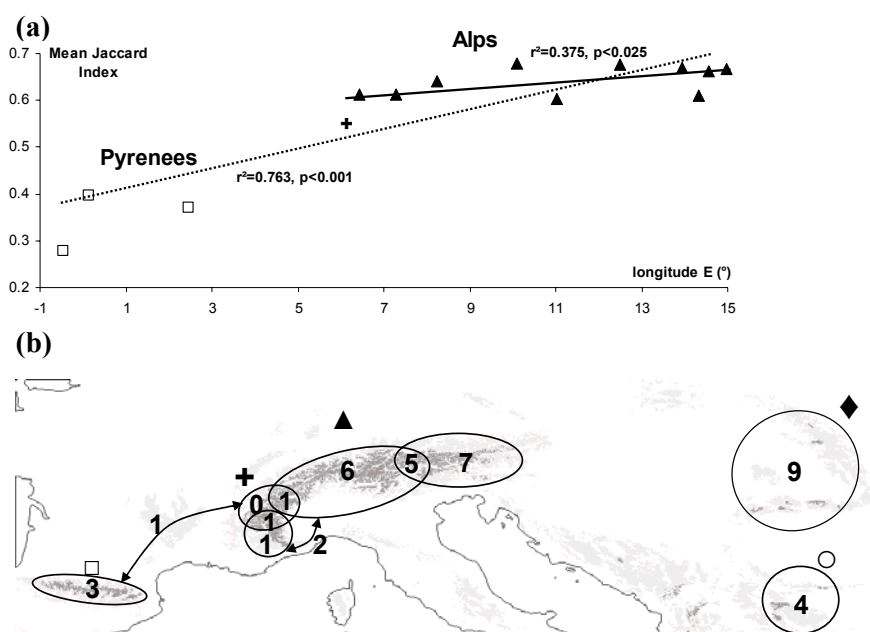 (a)
Mean Jaccard
Index
Alps
r²=0.375, p<0.025
Pyrenees
r²=0.763, p<0.001
longitude E (°)
0.7
0.6
0.5
0.4
0.3
0.2
-1 1 3 5 7 9 11 13 15
(b)
6 5 7
9
0 1
1
1 1 2
3
4